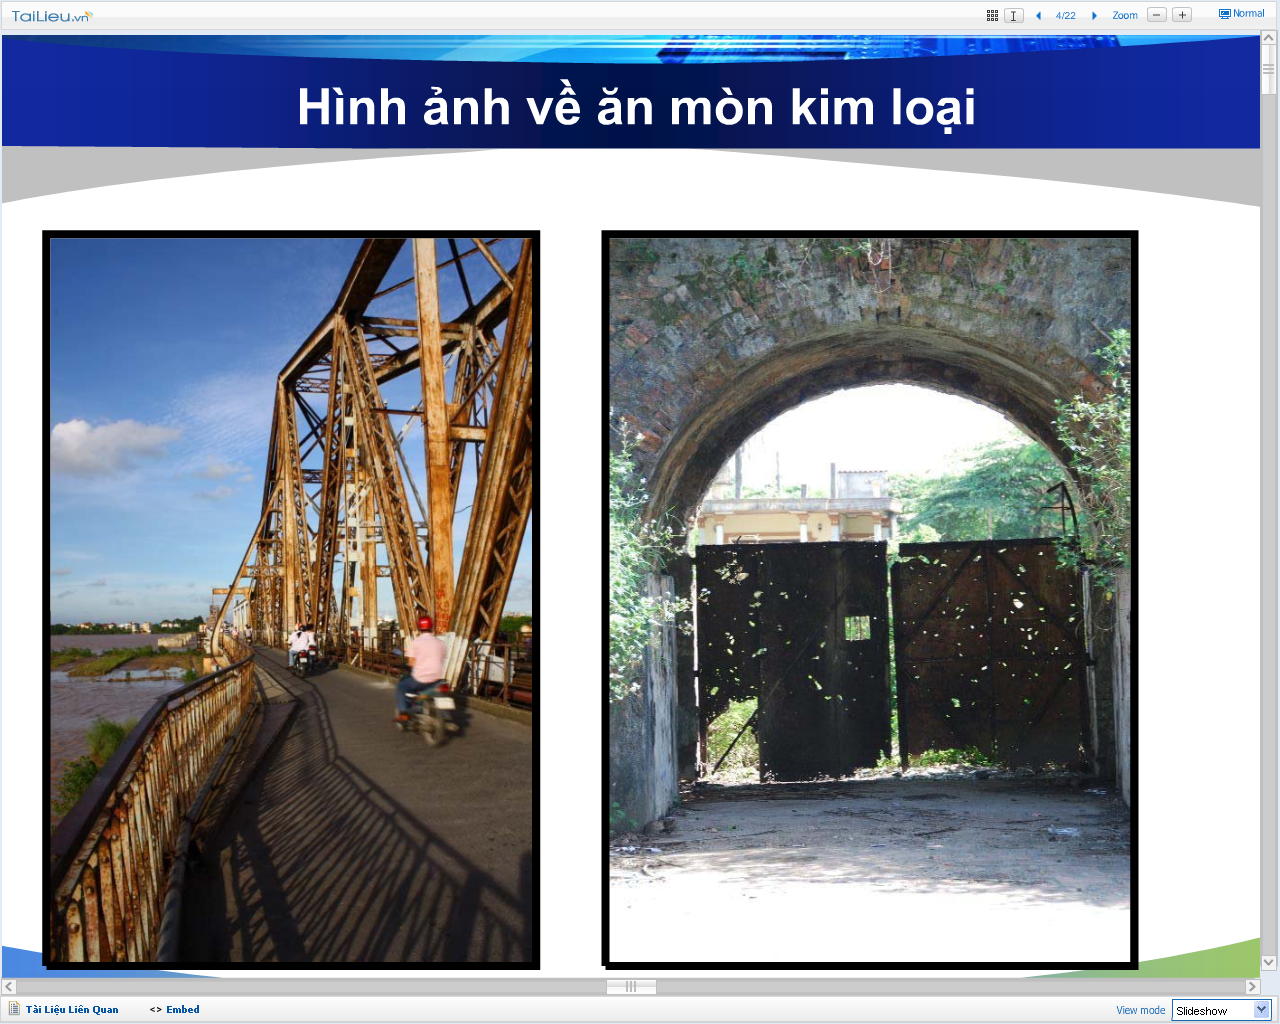 TaiLieu.vn
4/22
Zoom
Normal
Hình ảnh về ăn mòn kim loại
Tài Liệu Liên Quan
<> Embed
View mode
Slideshow